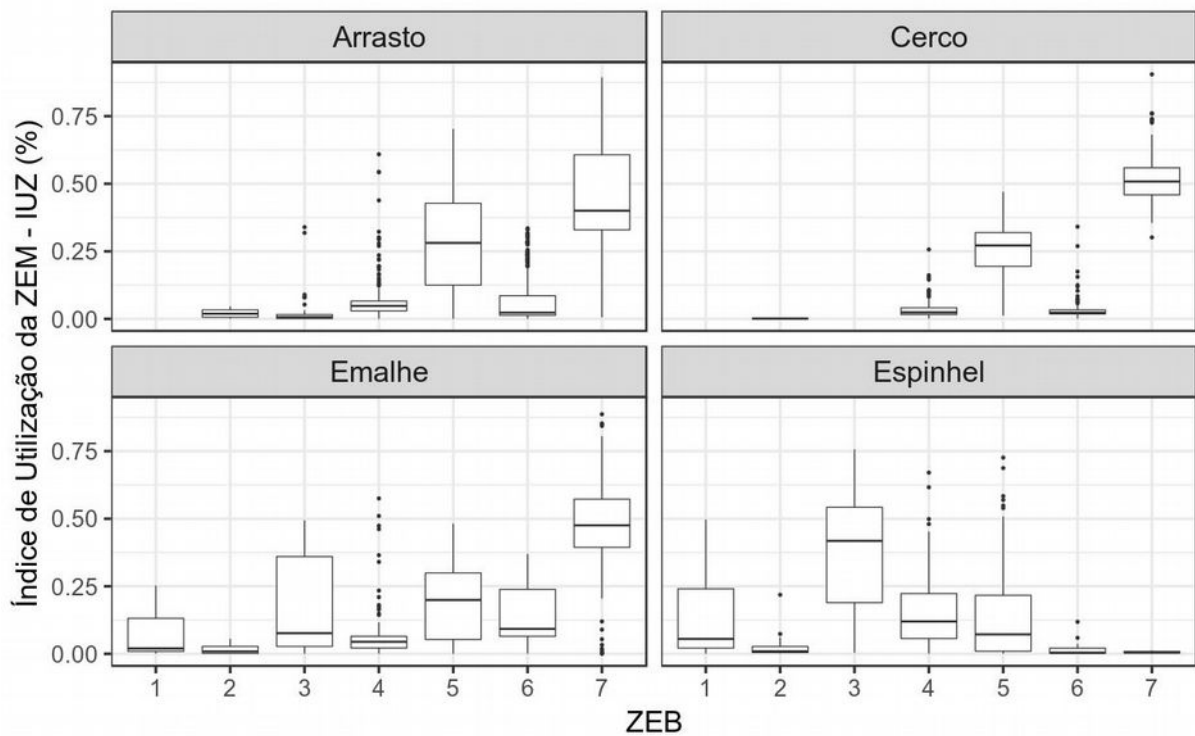 Arrasto
Cerco
Índice de Utilização da ZEM - IUZ (%)
0.75
0.50
0.25
0.00
Emalhe
Espinhel
0.75
0.50
0.25
0.00
1 2 3 4 5 6 7
1 2 3 4 5 6 7
ZEB